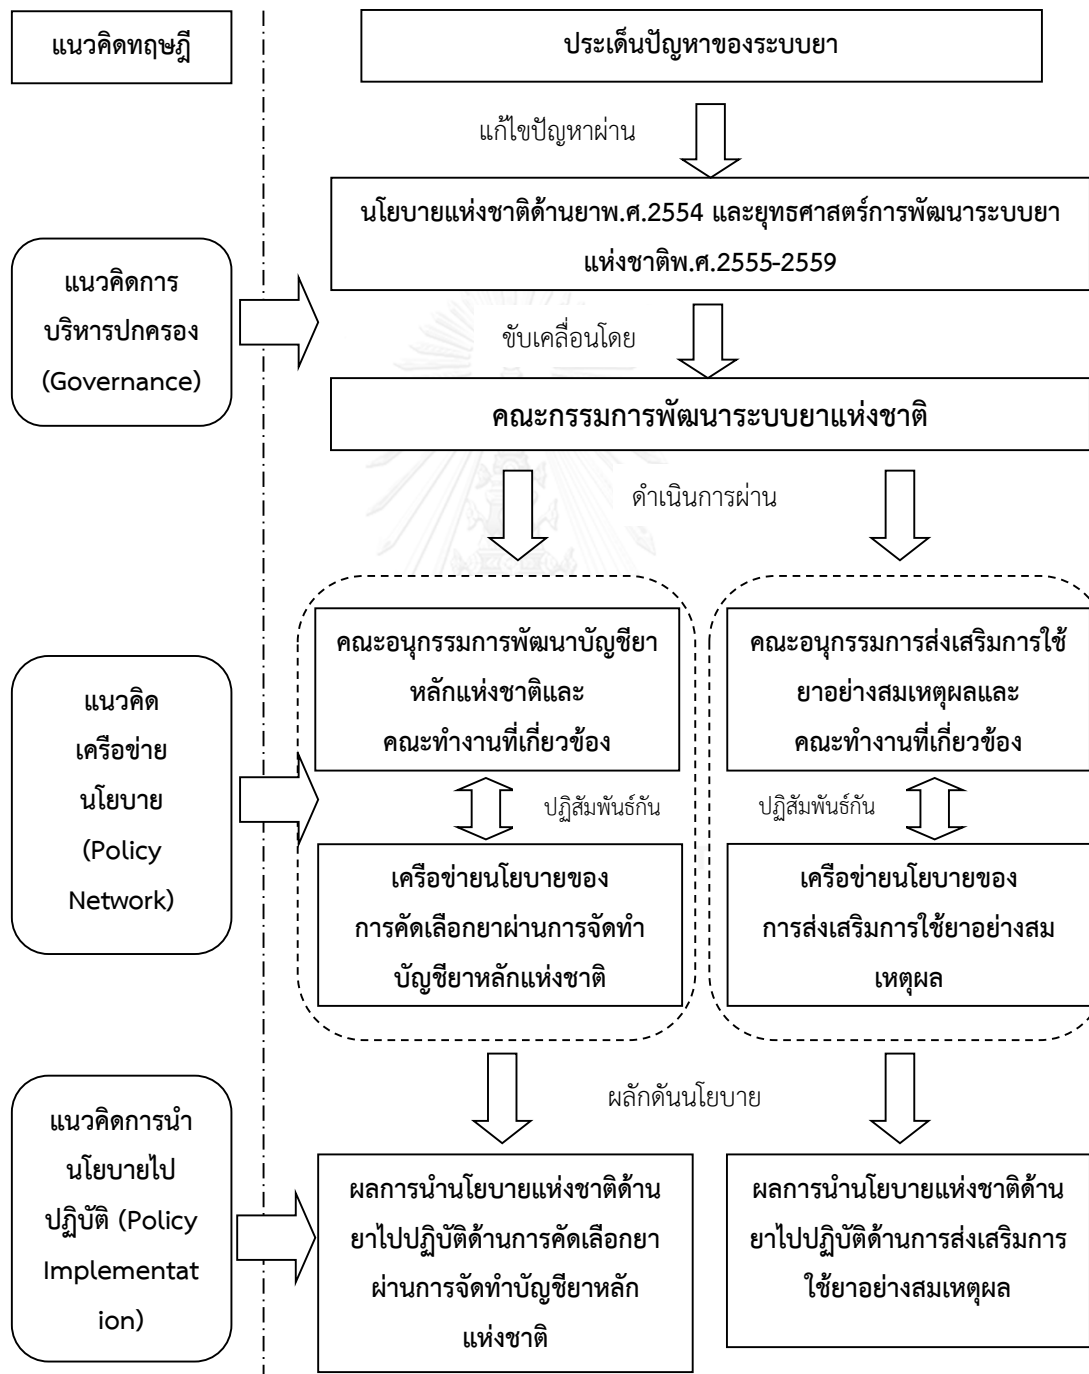 แนวคิดทฤษฎี
ประเด็นปัญหาของระบบยา
แก้ไขปัญหาผ่าน
นโยบายแห่งชาติด้านยาพ.ศ.2554 และยุทธศาสตร์การพัฒนาระบบยา
แห่งชาติพ.ศ.2555-2559
แนวคิดการ
บริหารปกครอง
(Governance)
ขับเคลื่อนโดย
คณะกรรมการพัฒนาระบบยาแห่งชาติ
ดำเนินการผ่าน
แนวคิด
เครือข่าย
นโยบาย
(Policy
Network)
คณะอนุกรรมการพัฒนาบัญชียา
หลักแห่งชาติและ
คณะทำงานที่เกี่ยวข้อง
ปฏิสัมพันธ์กัน
เครือข่ายนโยบายของ
การคัดเลือกยาผ่านการจัดทำ
บัญชียาหลักแห่งชาติ
คณะอนุกรรมการส่งเสริมการใช้
ยาอย่างสมเหตุผลและ
คณะทำงานที่เกี่ยวข้อง
ปฏิสัมพันธ์กัน
เครือข่ายนโยบายของ
การส่งเสริมการใช้ยาอย่างสม
เหตุผล
ผลักดันนโยบาย
แนวคิดการนำ
นโยบายไป
ปฏิบัติ (Policy
Implementat
ion)
ผลการนำนโยบายแห่งชาติด้าน
ยาไปปฏิบัติด้านการคัดเลือกยา
ผ่านการจัดทำบัญชียาหลัก
แห่งชาติ
ผลการนำนโยบายแห่งชาติด้าน
ยาไปปฏิบัติด้านการส่งเสริมการ
ใช้ยาอย่างสมเหตุผล